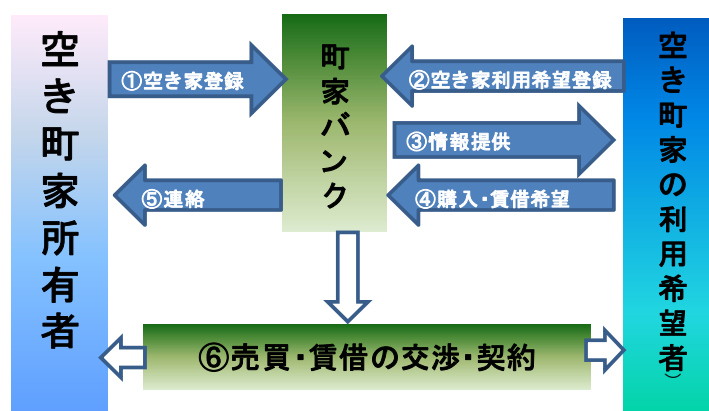 空き町家所有者
①空き家登録
町家バンク
②空き家利用希望登録
③情報提供
④購入・賃借希望
⑤連絡
⑥売買・賃借の交渉・契約
空き町家の利用希望者）